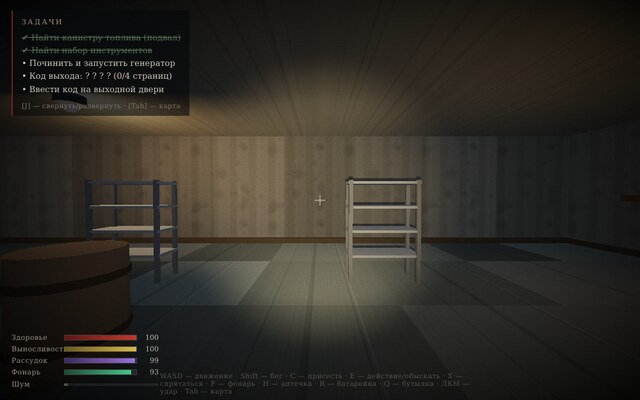 ЗАДАЧИ
✔ Найти канистру топлива (подвал)
✔ Найти набор инструментов
• Починить и запустить генератор
• Код выхода: ? ? ? ? (0/4 страниц)
• Ввести код на выходной двери
[J] — свернуть/развернуть · [Tab] — карта
Здоровье 100
Выносливост 100
Рассудок 99
Фонарь 93
Шум
WASD — движение · Shift — бег · C — присесть · E — действие/обыскать · X —
спрятаться · F — фонарь · H — аптечка · R — батарейка · Q — бутылка · ЛКМ —
удар · Tab — карта